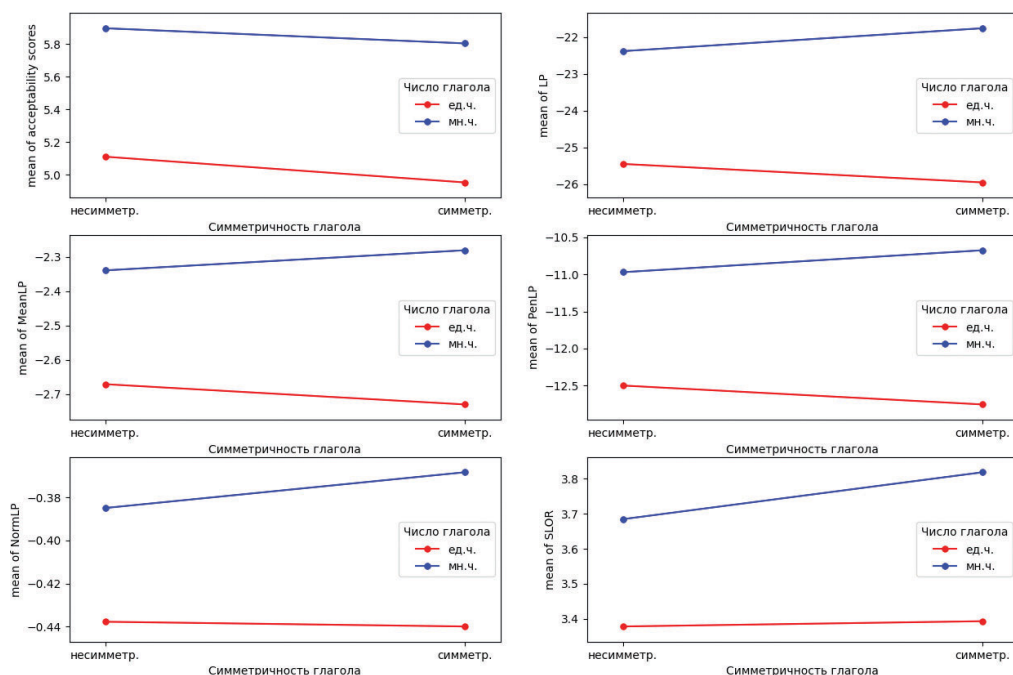 mean of acceptability scores
5.8
5.6
5.4
5.2
5.0
Число глагола
ед.ч.
мн.ч.
несимметр.
симметр.
Симметричность глагола
mean of LP
−22
−23
−24
−25
−26
Число глагола
ед.ч.
мн.ч.
несимметр.
симметр.
Симметричность глагола
mean of MeanLP
−2.3
−2.4
−2.5
−2.6
−2.7
Число глагола
ед.ч.
мн.ч.
несимметр.
симметр.
Симметричность глагола
mean of PenLP
−10.5
−11.0
−11.5
−12.0
−12.5
Число глагола
ед.ч.
мн.ч.
несимметр.
симметр.
Симметричность глагола
mean of NormLP
−0.38
−0.40
−0.42
−0.44
Число глагола
ед.ч.
мн.ч.
несимметр.
симметр.
Симметричность глагола
mean of SLOR
3.8
3.7
3.6
3.5
3.4
Число глагола
ед.ч.
мн.ч.
несимметр.
симметр.
Симметричность глагола